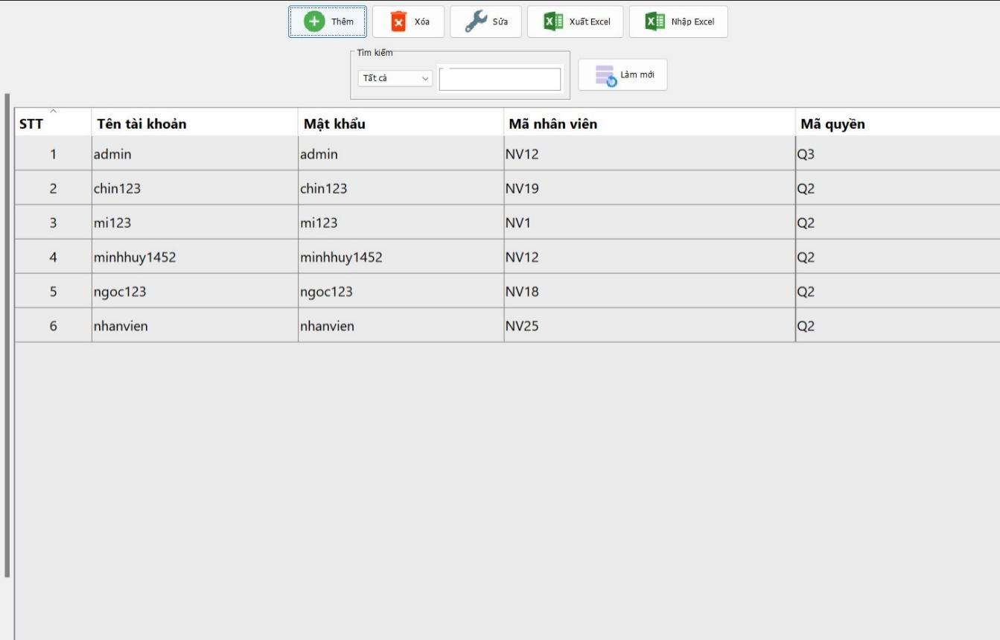 Thêm Xóa Sửa Xuất Excel Nhập Excel
Tìm kiếm
Tất cả Làm mới
STT Tên tài khoản Mật khẩu Mã nhân viên Mã quyền
1 admin admin NV12 Q3
2 chin123 chin123 NV19 Q2
3 mi123 mi123 NV1 Q2
4 minhhuy1452 minhhuy1452 NV12 Q2
5 ngoc123 ngoc123 NV18 Q2
6 nhanvien nhanvien NV25 Q2